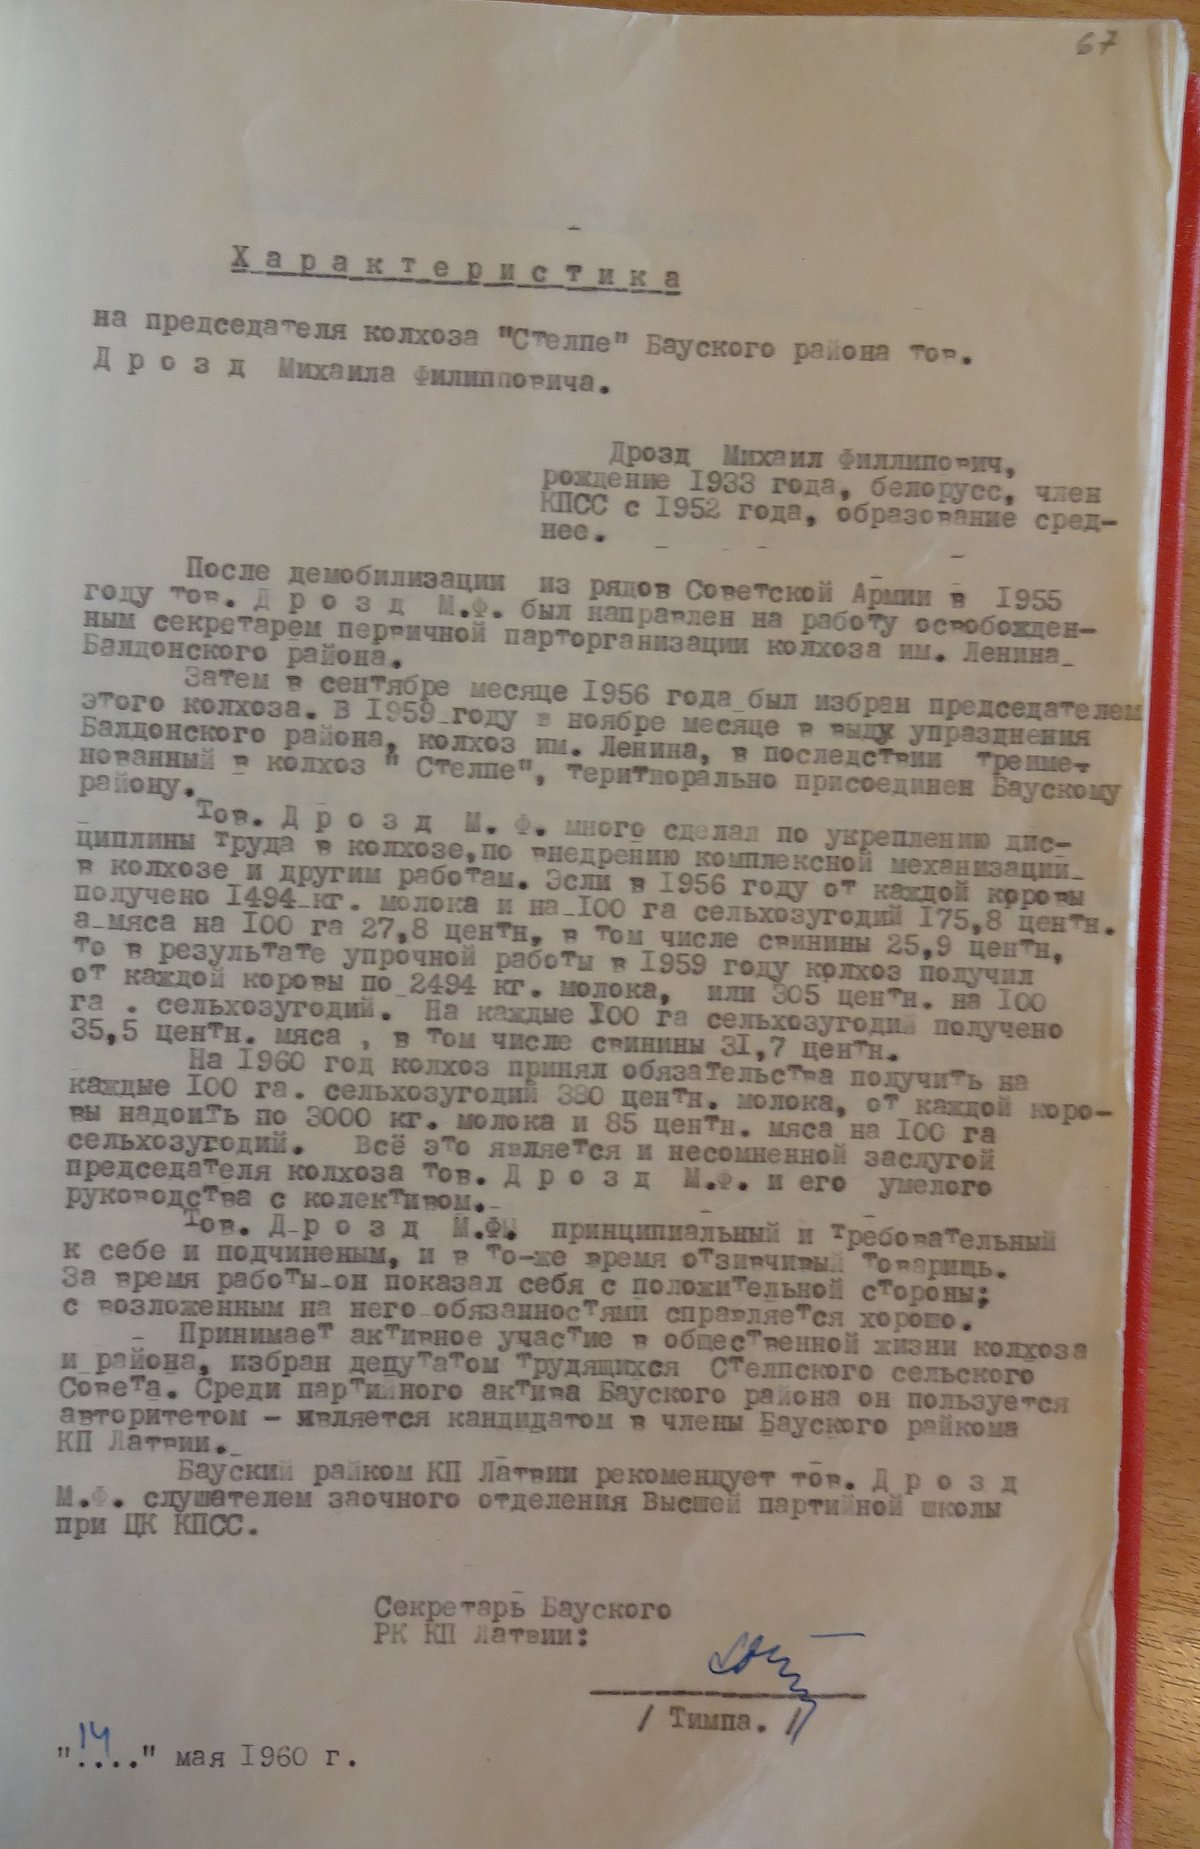 67
Х а р а к т е р и с т и к а
на председателя колхоза "Стелпе" Бауского района тов.
Д р о з д Михаила Филипповича.
Дрозд Михаил Филлипович,
рождение 1933 года, белорусс, член
КПСС с 1952 года, образование сред-
нее.
После демобилизации из рядов Советской Армии в 1955
году тов. Д р о з д М.Ф. был направлен на работу освобожден-
ным секретарем первичной парторганизации колхоза им. Ленина
Балдонского района.
Затем в сентябре месяце 1956 года был избран председателем
этого колхоза. В 1959 году в ноябре месяце в выду упразднения
Балдонского района, колхоз им. Ленина, в последствии треиме-
нованный в колхоз " Стелпе", теритиорально присоединен Баускому
району.
Тов. Д р о з д М. Ф. много сделал по укреплению дис-
циплины труда в колхозе, по внедрению комплексной механизаций
в колхозе и другим работам. Эсли в 1956 году от каждой коровы
получено 1494 кг. молока и на 100 га сельхозугодий 175,8 центн.
а мяса на 100 га 27,8 центн, в том числе свинины 25,9 центн,
то в результате упрочной работы в 1959 году колхоз получил
от каждой коровы по 2494 кг. молока, или 305 центн. на 100
га . сельхозугодий. На каждые 100 га сельхозугодий получено
35,5 центн. мяса , в том числе свинины 31,7 центн.
На 1960 год колхоз принял обязательства получить на
каждые 100 га. сельхозугодий 380 центн. молока, от каждой коро-
вы надоить по 3000 кг. молока и 85 центн. мяса на 100 га
сельхозугодий. Всё это является и несомненной заслугой
председателя колхоза тов. Д р о з д М.Ф. и его умелого
руководства с колективом.
Тов. Д р о з д М.Ф. принципиальный и требовательный
к себе и подчиненым, и в то-же время отзивчивый товарищь.
За время работы он показал себя с положительной стороны;
с возложенным на него обязанностями справляется хорошо.
Принимает активное участие в общественной жизни колхоза
и района, избран депутатом трудящихся Стелпского сельского
Совета. Среди партийного актива Бауского района он пользуется
авторитетом - является кандидатом в члены Бауского райкома
КП Латвии.
Бауский райком КП Латвии рекомендует тов. Д р о з д
М.Ф. слушателем заочного отделения Высшей партийной школы
при ЦК КПСС.
Секретарь Бауского
РК КП Латвии:
/ Тимпа. /
"14" мая 1960 г.